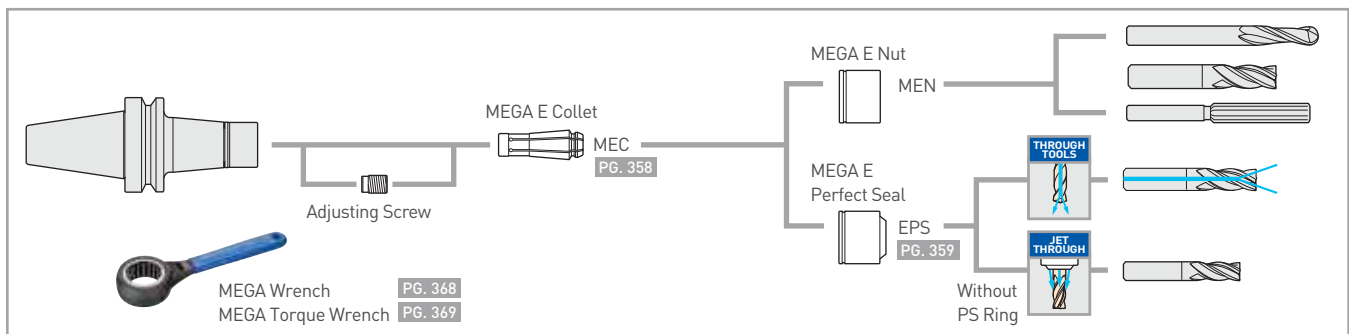 MEGA E Nut
MEN
MEGA E Collet
MEC
PG. 358
Adjusting Screw
MEGA E
Perfect Seal
EPS
PG. 359
THROUGH
TOOLS
JET
THROUGH
Without
PS Ring
MEGA Wrench PG. 368
MEGA Torque Wrench PG. 369